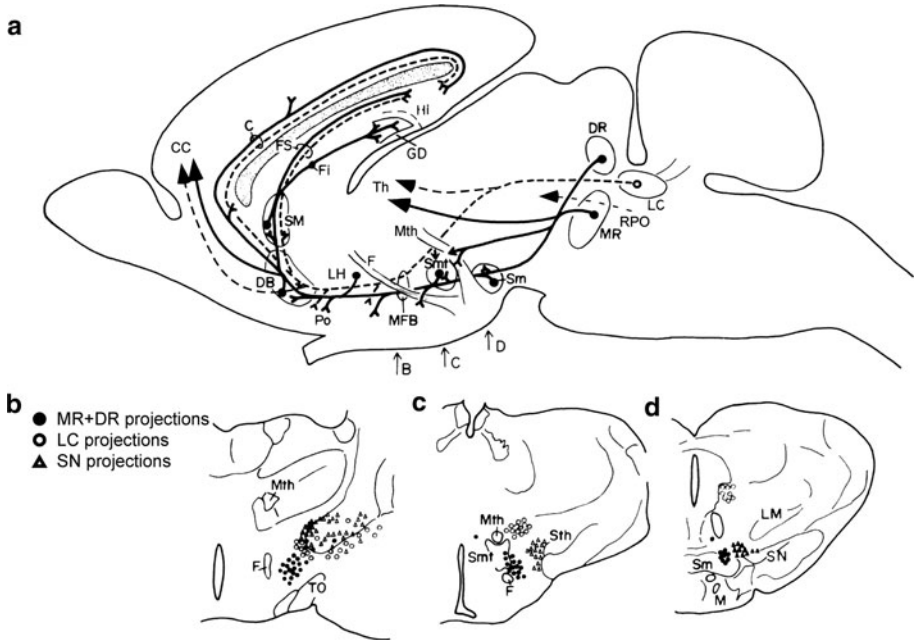 a
C
CC
FS
Hi
GD
Fi
SM
DR
Th
LC
RPO
MR
Mth
DB
LH
F
Smt
Sm
Po
MFB
B
C
D
b
c
d
MR+DR projections
LC projections
SN projections
Mth
F
TO
Mth
Sth
Smt
F
LM
SN
Sm
M